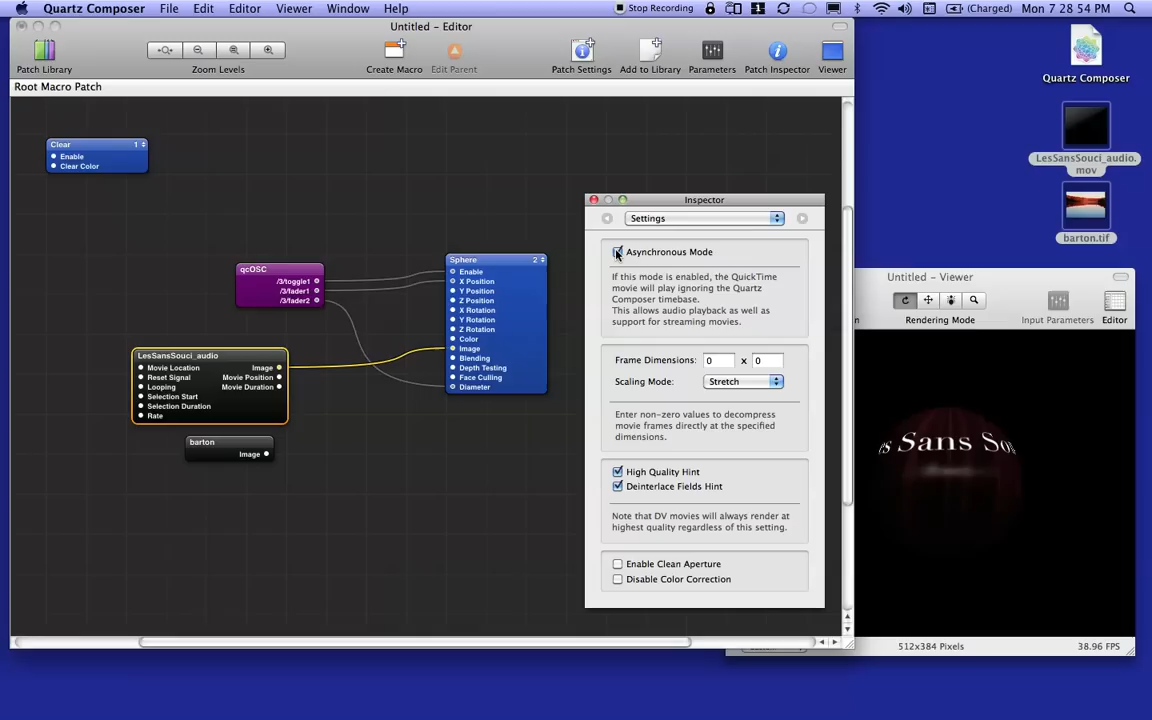 Quartz Composer File Edit Editor Viewer Window Help Stop Recording 1 (Charged) Mon 7 28 54 PM
Untitled – Editor
Patch Library Zoom Levels Create Macro Edit Parent Patch Settings Add to Library Parameters Patch Inspector Viewer
Root Macro Patch
Clear 1
Enable
Clear Color
qcOSC
/3/toggle1
/3/fader1
/3/fader2
Sphere 2
Enable
X Position
Y Position
Z Position
X Rotation
Y Rotation
Z Rotation
Color
Image
Blending
Depth Testing
Face Culling
Diameter
LesSansSouci_audio
Movie Location Image
Reset Signal Movie Position
Looping Movie Duration
Selection Start
Selection Duration
Rate
barton
Image
Inspector
Settings
Asynchronous Mode
If this mode is enabled, the QuickTime
movie will play ignoring the Quartz
Composer timebase.
This allows audio playback as well as
support for streaming movies.
Frame Dimensions: 0 x 0
Scaling Mode: Stretch
Enter non-zero values to decompress
movie frames directly at the specified
dimensions.
High Quality Hint
Deinterlace Fields Hint
Note that DV movies will always render at
highest quality regardless of this setting.
Enable Clean Aperture
Disable Color Correction
Quartz Composer
LesSansSouci_audio.
mov
barton.tif
Untitled – Viewer
Rendering Mode Input Parameters Editor
Sans
512x384 Pixels 38.96 FPS